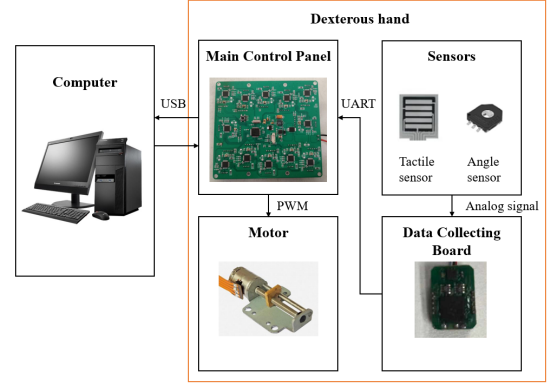 Dexterous hand
Computer
USB
Main Control Panel
UART
Sensors
Tactile
sensor
Angle
sensor
PWM
Analog signal
Motor
Data Collecting
Board